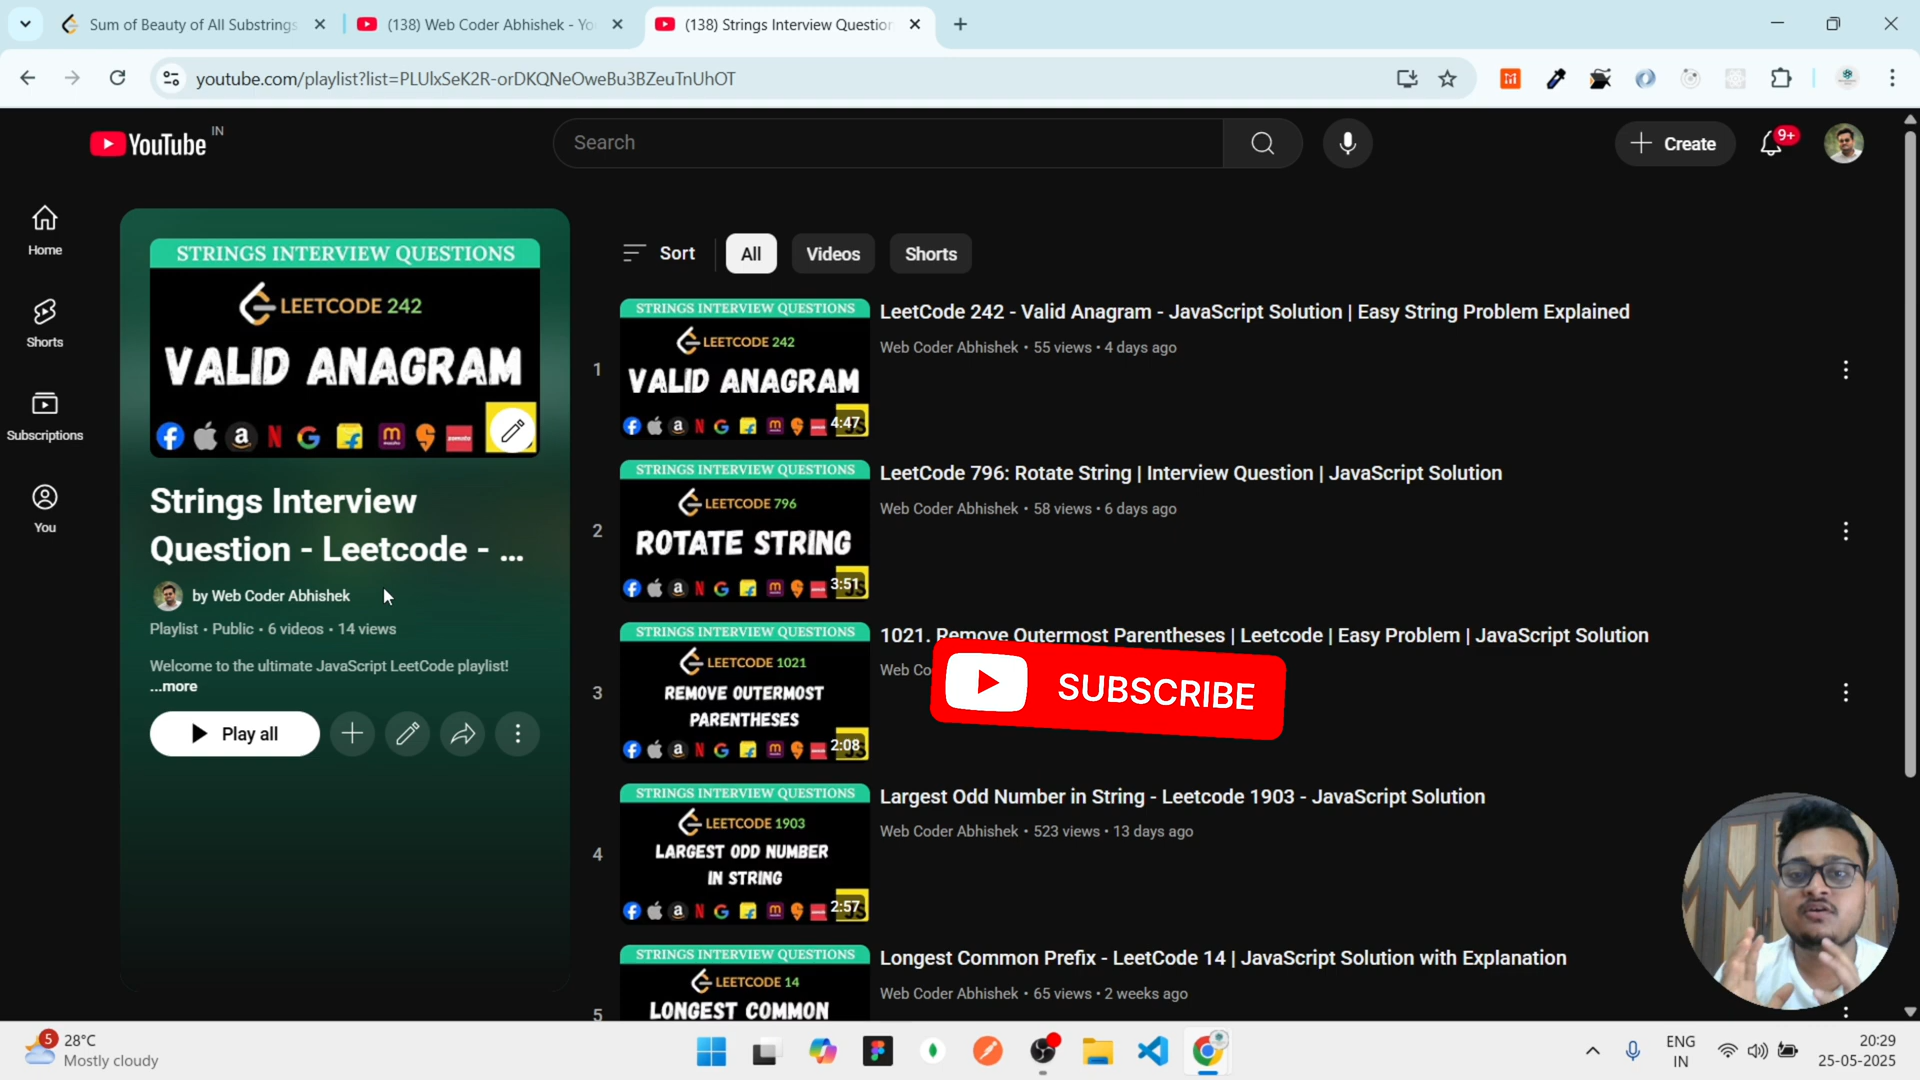 Sum of Beauty of All Substrings
(138) Web Coder Abhishek - Yo
(138) Strings Interview Question
youtube.com/playlist?list=PLUlxSeK2R-orDKQNeOweBu3BZeuTnUhOT
YouTube IN
Search
Create
9+
Home
Shorts
Subscriptions
You
STRINGS INTERVIEW QUESTIONS
LEETCODE 242
VALID ANAGRAM
zomato
Strings Interview
Question - Leetcode - ...
by Web Coder Abhishek
Playlist • Public • 6 videos • 14 views
Welcome to the ultimate JavaScript LeetCode playlist!
...more
Play all
Sort
All
Videos
Shorts
1
STRINGS INTERVIEW QUESTIONS
LEETCODE 242
VALID ANAGRAM
4:47
LeetCode 242 - Valid Anagram - JavaScript Solution | Easy String Problem Explained
Web Coder Abhishek • 55 views • 4 days ago
2
STRINGS INTERVIEW QUESTIONS
LEETCODE 796
ROTATE STRING
3:51
LeetCode 796: Rotate String | Interview Question | JavaScript Solution
Web Coder Abhishek • 58 views • 6 days ago
3
STRINGS INTERVIEW QUESTIONS
LEETCODE 1021
REMOVE OUTERMOST
PARENTHESES
2:08
1021. Remove Outermost Parentheses | Leetcode | Easy Problem | JavaScript Solution
Web Co
SUBSCRIBE
4
STRINGS INTERVIEW QUESTIONS
LEETCODE 1903
LARGEST ODD NUMBER
IN STRING
2:57
Largest Odd Number in String - Leetcode 1903 - JavaScript Solution
Web Coder Abhishek • 523 views • 13 days ago
5
STRINGS INTERVIEW QUESTIONS
LEETCODE 14
LONGEST COMMON
Longest Common Prefix - LeetCode 14 | JavaScript Solution with Explanation
Web Coder Abhishek • 65 views • 2 weeks ago
5
28°C
Mostly cloudy
ENG
IN
20:29
25-05-2025